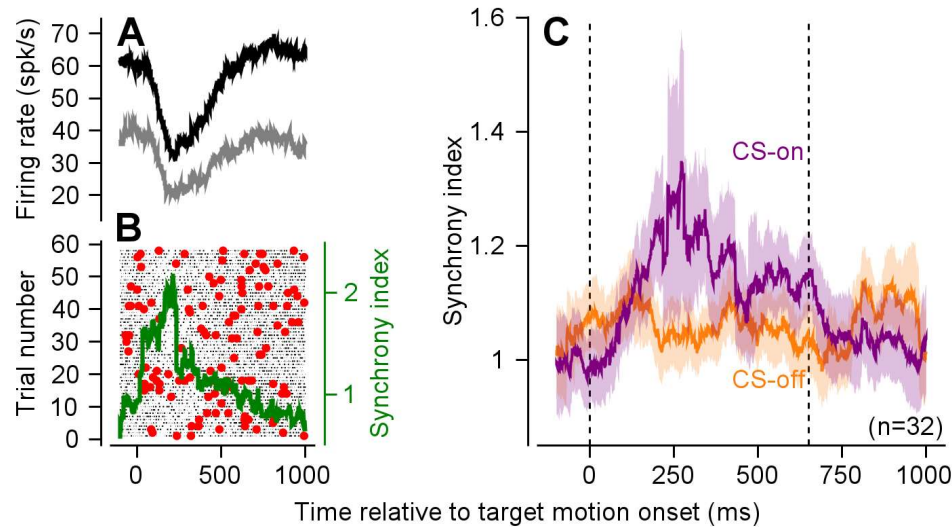 A
Firing rate (spk/s)
70
60
50
40
30
20
B
Trial number
60
50
40
30
20
10
0
2
1
Synchrony index
0
500
1000
C
Synchrony index
1.6
1.4
1.2
1
CS-on
CS-off
(n=32)
0
250
500
750
1000
Time relative to target motion onset (ms)